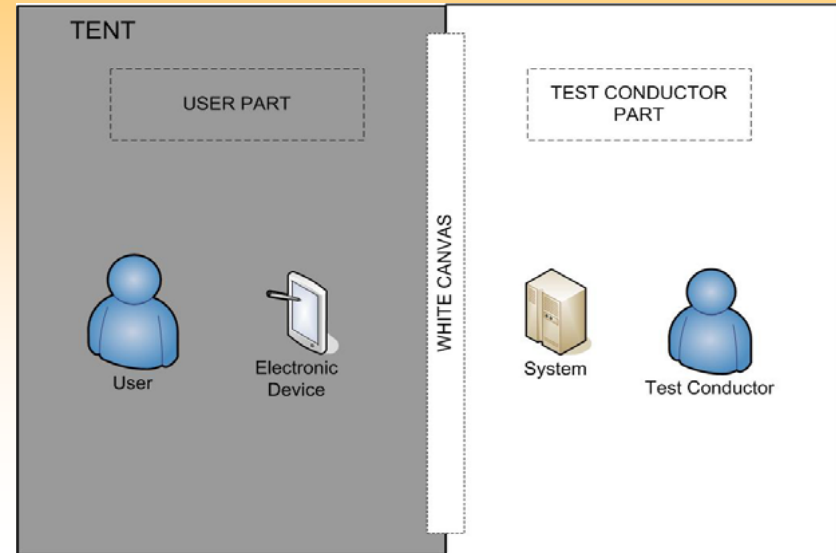 TENT
USER PART
TEST CONDUCTOR
PART
WHITE CANVAS
User
Electronic
Device
System
Test Conductor